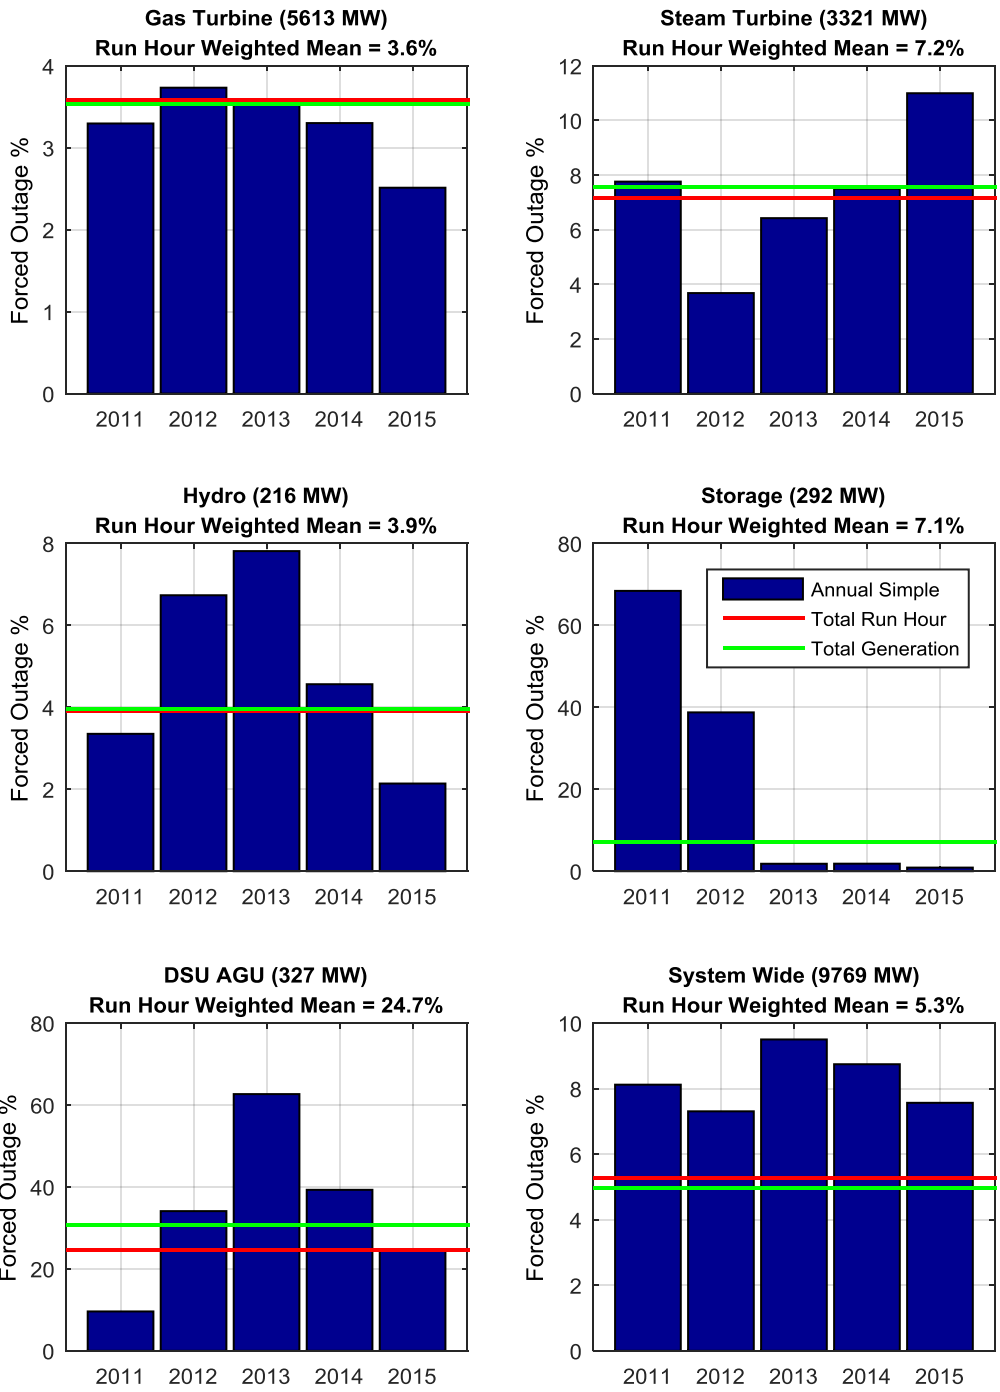 Gas Turbine (5613 MW)
Run Hour Weighted Mean = 3.6%
Forced Outage %
4
3
2
1
0
2011 2012 2013 2014 2015
Steam Turbine (3321 MW)
Run Hour Weighted Mean = 7.2%
Forced Outage %
12
10
8
6
4
2
0
2011 2012 2013 2014 2015
Hydro (216 MW)
Run Hour Weighted Mean = 3.9%
Forced Outage %
8
6
4
2
0
2011 2012 2013 2014 2015
Storage (292 MW)
Run Hour Weighted Mean = 7.1%
Forced Outage %
80
60
40
20
0
Annual Simple
Total Run Hour
Total Generation
2011 2012 2013 2014 2015
DSU AGU (327 MW)
Run Hour Weighted Mean = 24.7%
Forced Outage %
80
60
40
20
0
2011 2012 2013 2014 2015
System Wide (9769 MW)
Run Hour Weighted Mean = 5.3%
Forced Outage %
10
8
6
4
2
0
2011 2012 2013 2014 2015